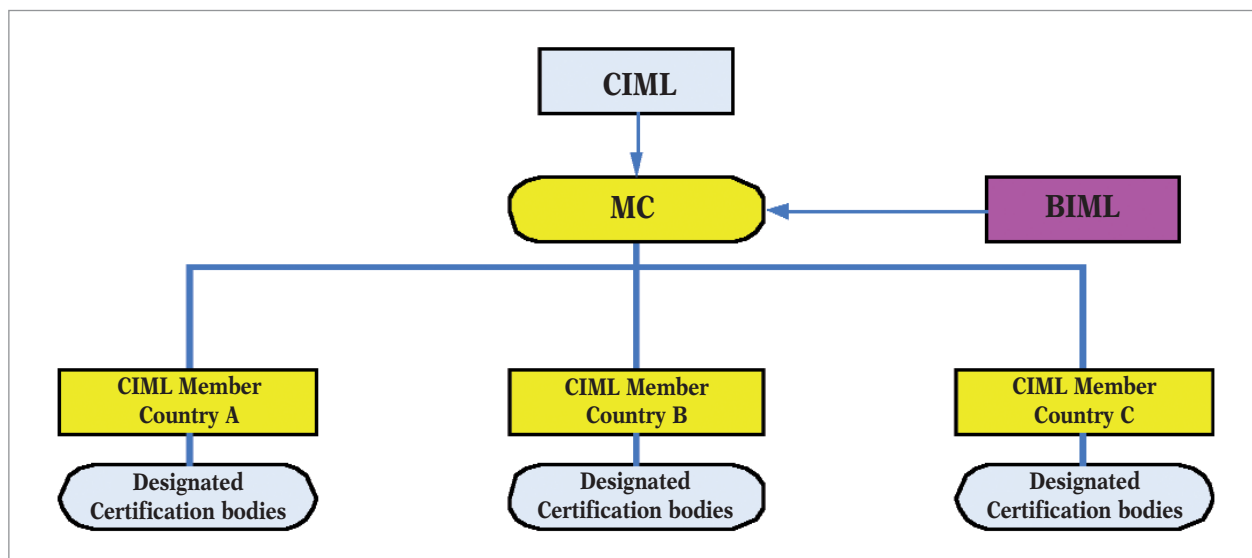 CIML
MC
BIML
CIML Member
Country A
CIML Member
Country B
CIML Member
Country C
Designated
Certification bodies
Designated
Certification bodies
Designated
Certification bodies